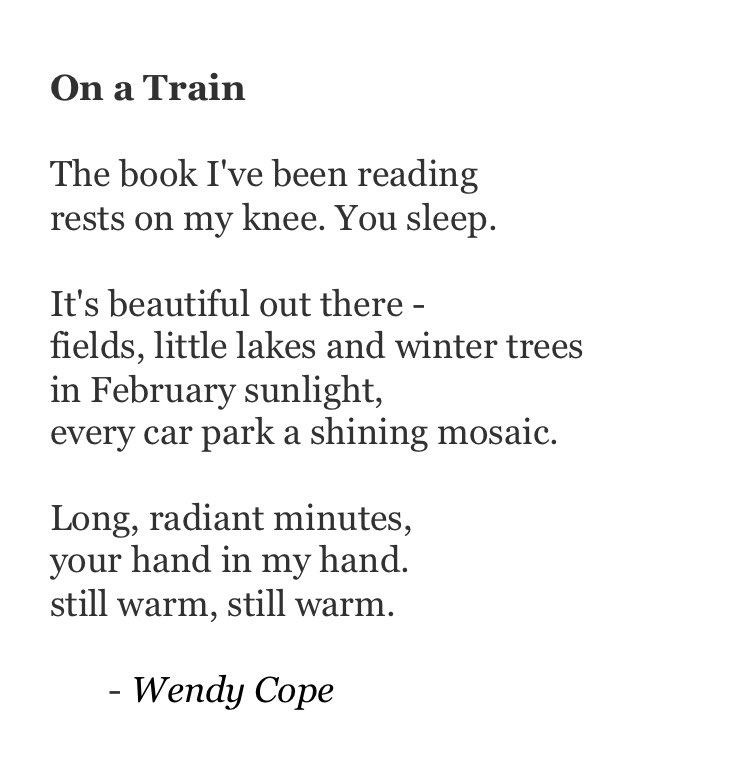 On a Train
The book I've been reading
rests on my knee. You sleep.
It's beautiful out there -
fields, little lakes and winter trees
in February sunlight,
every car park a shining mosaic.
Long, radiant minutes,
your hand in my hand.
still warm, still warm.
- Wendy Cope